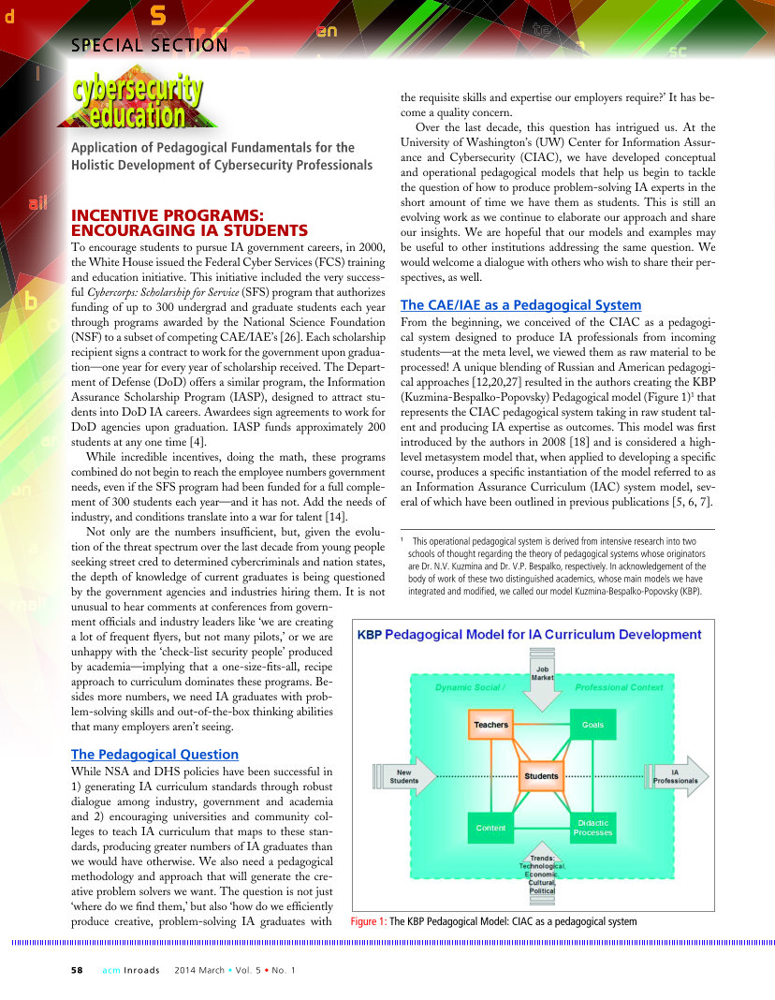 SPECIAL SECTION
cybersecurity
education
Application of Pedagogical Fundamentals for the
Holistic Development of Cybersecurity Professionals
INCENTIVE PROGRAMS:
ENCOURAGING IA STUDENTS
To encourage students to pursue IA government careers, in 2000,
the White House issued the Federal Cyber Services (FCS) training
and education initiative. This initiative included the very success-
ful Cybercorps: Scholarship for Service (SFS) program that authorizes
funding of up to 300 undergrad and graduate students each year
through programs awarded by the National Science Foundation
(NSF) to a subset of competing CAE/IAE's [26]. Each scholarship
recipient signs a contract to work for the government upon gradua-
tion—one year for every year of scholarship received. The Depart-
ment of Defense (DoD) offers a similar program, the Information
Assurance Scholarship Program (IASP), designed to attract stu-
dents into DoD IA careers. Awardees sign agreements to work for
DoD agencies upon graduation. IASP funds approximately 200
students at any one time [4].
While incredible incentives, doing the math, these programs
combined do not begin to reach the employee numbers government
needs, even if the SFS program had been funded for a full comple-
ment of 300 students each year—and it has not. Add the needs of
industry, and conditions translate into a war for talent [14].
Not only are the numbers insufficient, but, given the evolu-
tion of the threat spectrum over the last decade from young people
seeking street cred to determined cybercriminals and nation states,
the depth of knowledge of current graduates is being questioned
by the government agencies and industries hiring them. It is not
unusual to hear comments at conferences from govern-
ment officials and industry leaders like 'we are creating
a lot of frequent flyers, but not many pilots,' or we are
unhappy with the 'check-list security people' produced
by academia—implying that a one-size-fits-all, recipe
approach to curriculum dominates these programs. Be-
sides more numbers, we need IA graduates with prob-
lem-solving skills and out-of-the-box thinking abilities
that many employers aren't seeing.
The Pedagogical Question
While NSA and DHS policies have been successful in
1) generating IA curriculum standards through robust
dialogue among industry, government and academia
and 2) encouraging universities and community col-
leges to teach IA curriculum that maps to these stan-
dards, producing greater numbers of IA graduates than
we would have otherwise. We also need a pedagogical
methodology and approach that will generate the cre-
ative problem solvers we want. The question is not just
'where do we find them,' but also 'how do we efficiently
produce creative, problem-solving IA graduates with
the requisite skills and expertise our employers require?' It has be-
come a quality concern.
Over the last decade, this question has intrigued us. At the
University of Washington's (UW) Center for Information Assur-
ance and Cybersecurity (CIAC), we have developed conceptual
and operational pedagogical models that help us begin to tackle
the question of how to produce problem-solving IA experts in the
short amount of time we have them as students. This is still an
evolving work as we continue to elaborate our approach and share
our insights. We are hopeful that our models and examples may
be useful to other institutions addressing the same question. We
would welcome a dialogue with others who wish to share their per-
spectives, as well.
The CAE/IAE as a Pedagogical System
From the beginning, we conceived of the CIAC as a pedagogi-
cal system designed to produce IA professionals from incoming
students—at the meta level, we viewed them as raw material to be
processed! A unique blending of Russian and American pedagogi-
cal approaches [12,20,27] resulted in the authors creating the KBP
(Kuzmina-Bespalko-Popovsky) Pedagogical model (Figure 1)¹ that
represents the CIAC pedagogical system taking in raw student tal-
ent and producing IA expertise as outcomes. This model was first
introduced by the authors in 2008 [18] and is considered a high-
level metasystem model that, when applied to developing a specific
course, produces a specific instantiation of the model referred to as
an Information Assurance Curriculum (IAC) system model, sev-
eral of which have been outlined in previous publications [5, 6, 7].
¹ This operational pedagogical system is derived from intensive research into two
schools of thought regarding the theory of pedagogical systems whose originators
are Dr. N.V. Kuzmina and Dr. V.P. Bespalko, respectively. In acknowledgement of the
body of work of these two distinguished academics, whose main models we have
integrated and modified, we called our model Kuzmina-Bespalko-Popovsky (KBP).
KBP Pedagogical Model for IA Curriculum Development
Job
Market
Dynamic Social / Professional Context
Teachers
Goals
New
Students
Students
IA
Professionals
Content
Didactic
Processes
Trends:
Technological,
Economic,
Cultural,
Political
Figure 1: The KBP Pedagogical Model: CIAC as a pedagogical system
58 acm Inroads 2014 March • Vol. 5 • No. 1